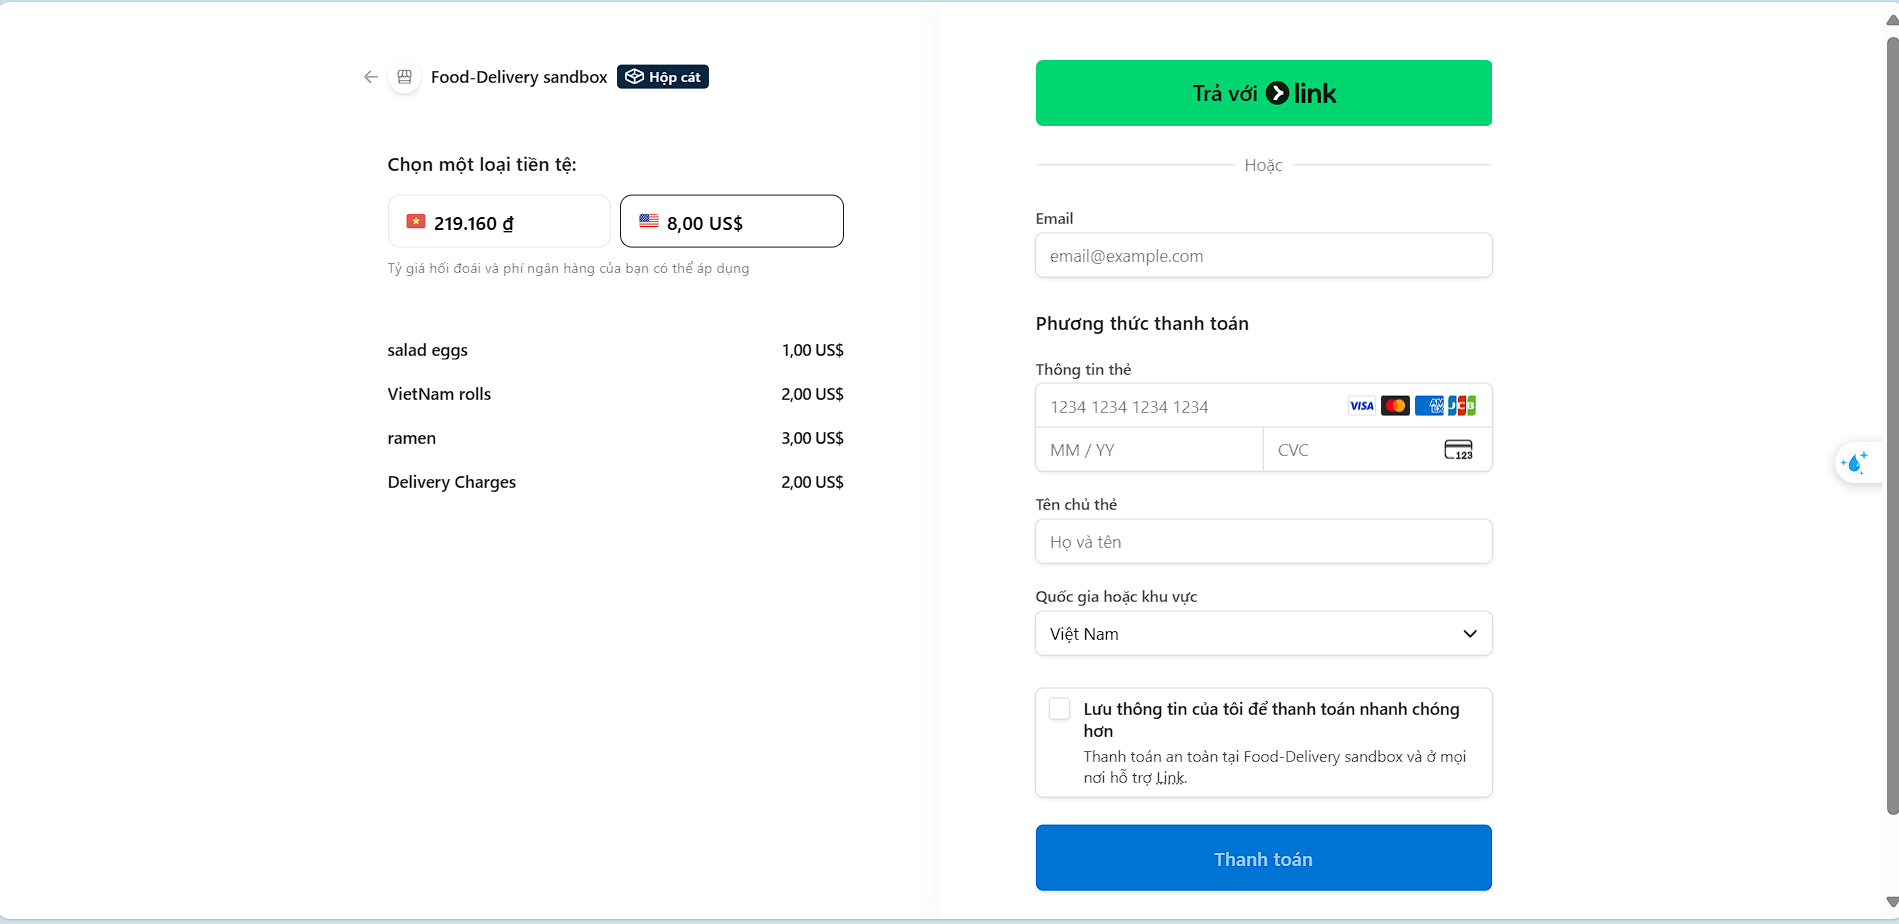 Food-Delivery sandbox Hộp cát
Chọn một loại tiền tệ:
219.160 ₫ 8,00 US$
Tỷ giá hối đoái và phí ngân hàng của bạn có thể áp dụng
salad eggs 1,00 US$
VietNam rolls 2,00 US$
ramen 3,00 US$
Delivery Charges 2,00 US$
Trả với link
Hoặc
Email
email@example.com
Phương thức thanh toán
Thông tin thẻ
1234 1234 1234 1234 VISA AMEX JCB
MM / YY CVC 123
Tên chủ thẻ
Họ và tên
Quốc gia hoặc khu vực
Việt Nam
Lưu thông tin của tôi để thanh toán nhanh chóng
hơn
Thanh toán an toàn tại Food-Delivery sandbox và ở mọi
nơi hỗ trợ Link.
Thanh toán